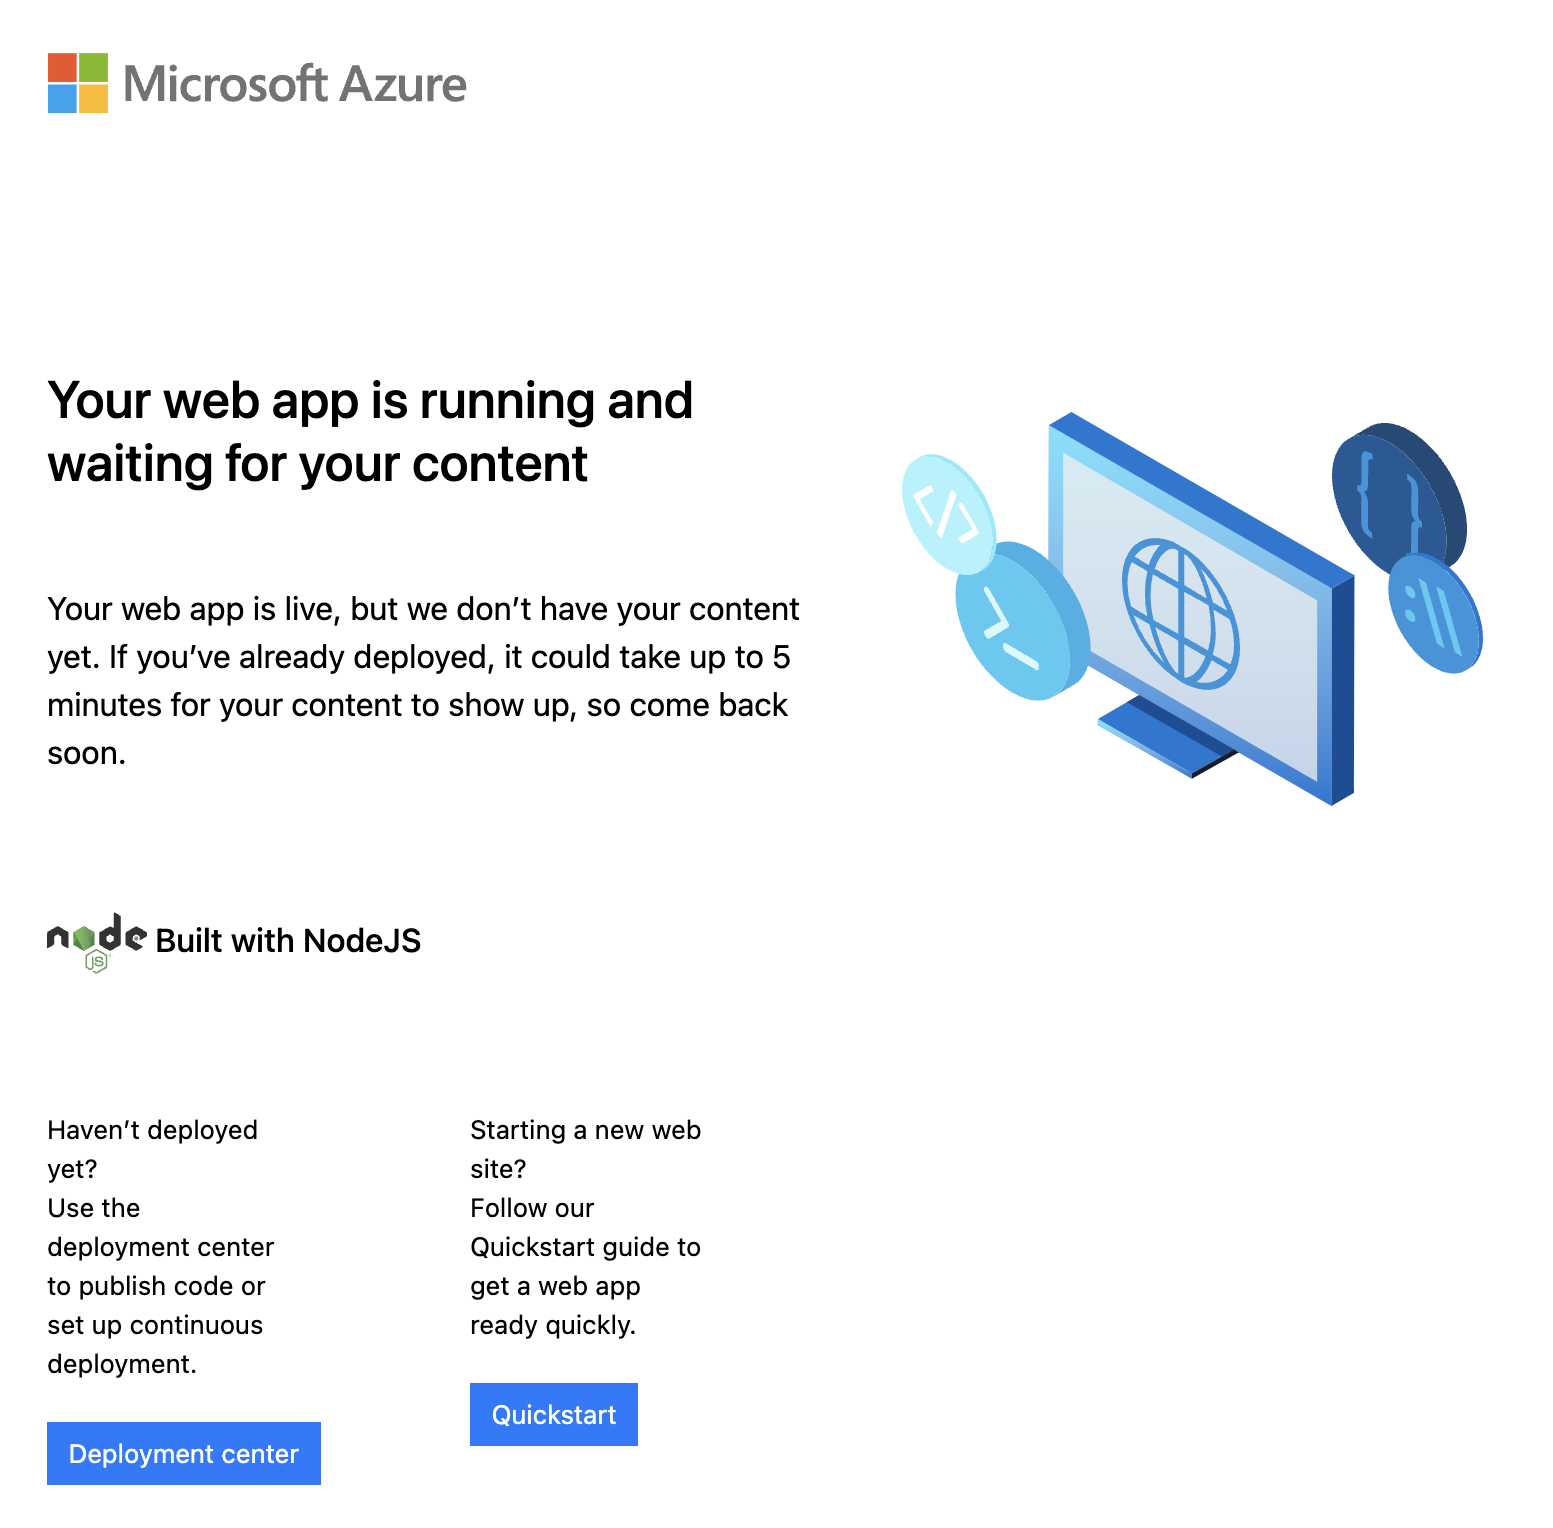 Microsoft Azure
Your web app is running and
waiting for your content
Your web app is live, but we don’t have your content
yet. If you’ve already deployed, it could take up to 5
minutes for your content to show up, so come back
soon.
node
JS
Built with NodeJS
Haven’t deployed
yet?
Use the
deployment center
to publish code or
set up continuous
deployment.
Deployment center
Starting a new web
site?
Follow our
Quickstart guide to
get a web app
ready quickly.
Quickstart